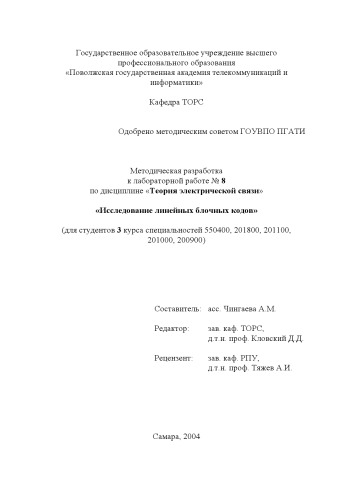 Государственное образовательное учреждение высшего
профессионального образования
«Поволжская государственная академия телекоммуникаций и
информатики»
Кафедра ТОРС
Одобрено методическим советом ГОУВПО ПГАТИ
Методическая разработка
к лабораторной работе № 8
по дисциплине «Теория электрической связи»
«Исследование линейных блочных кодов»
(для студентов 3 курса специальностей 550400, 201800, 201100,
201000, 200900)
Составитель: асс. Чингаева А.М.
Редактор: зав. каф. ТОРС,
д.т.н. проф. Кловский Д.Д.
Рецензент: зав. каф. РПУ,
д.т.н. проф. Тяжев А.И.
Самара, 2004